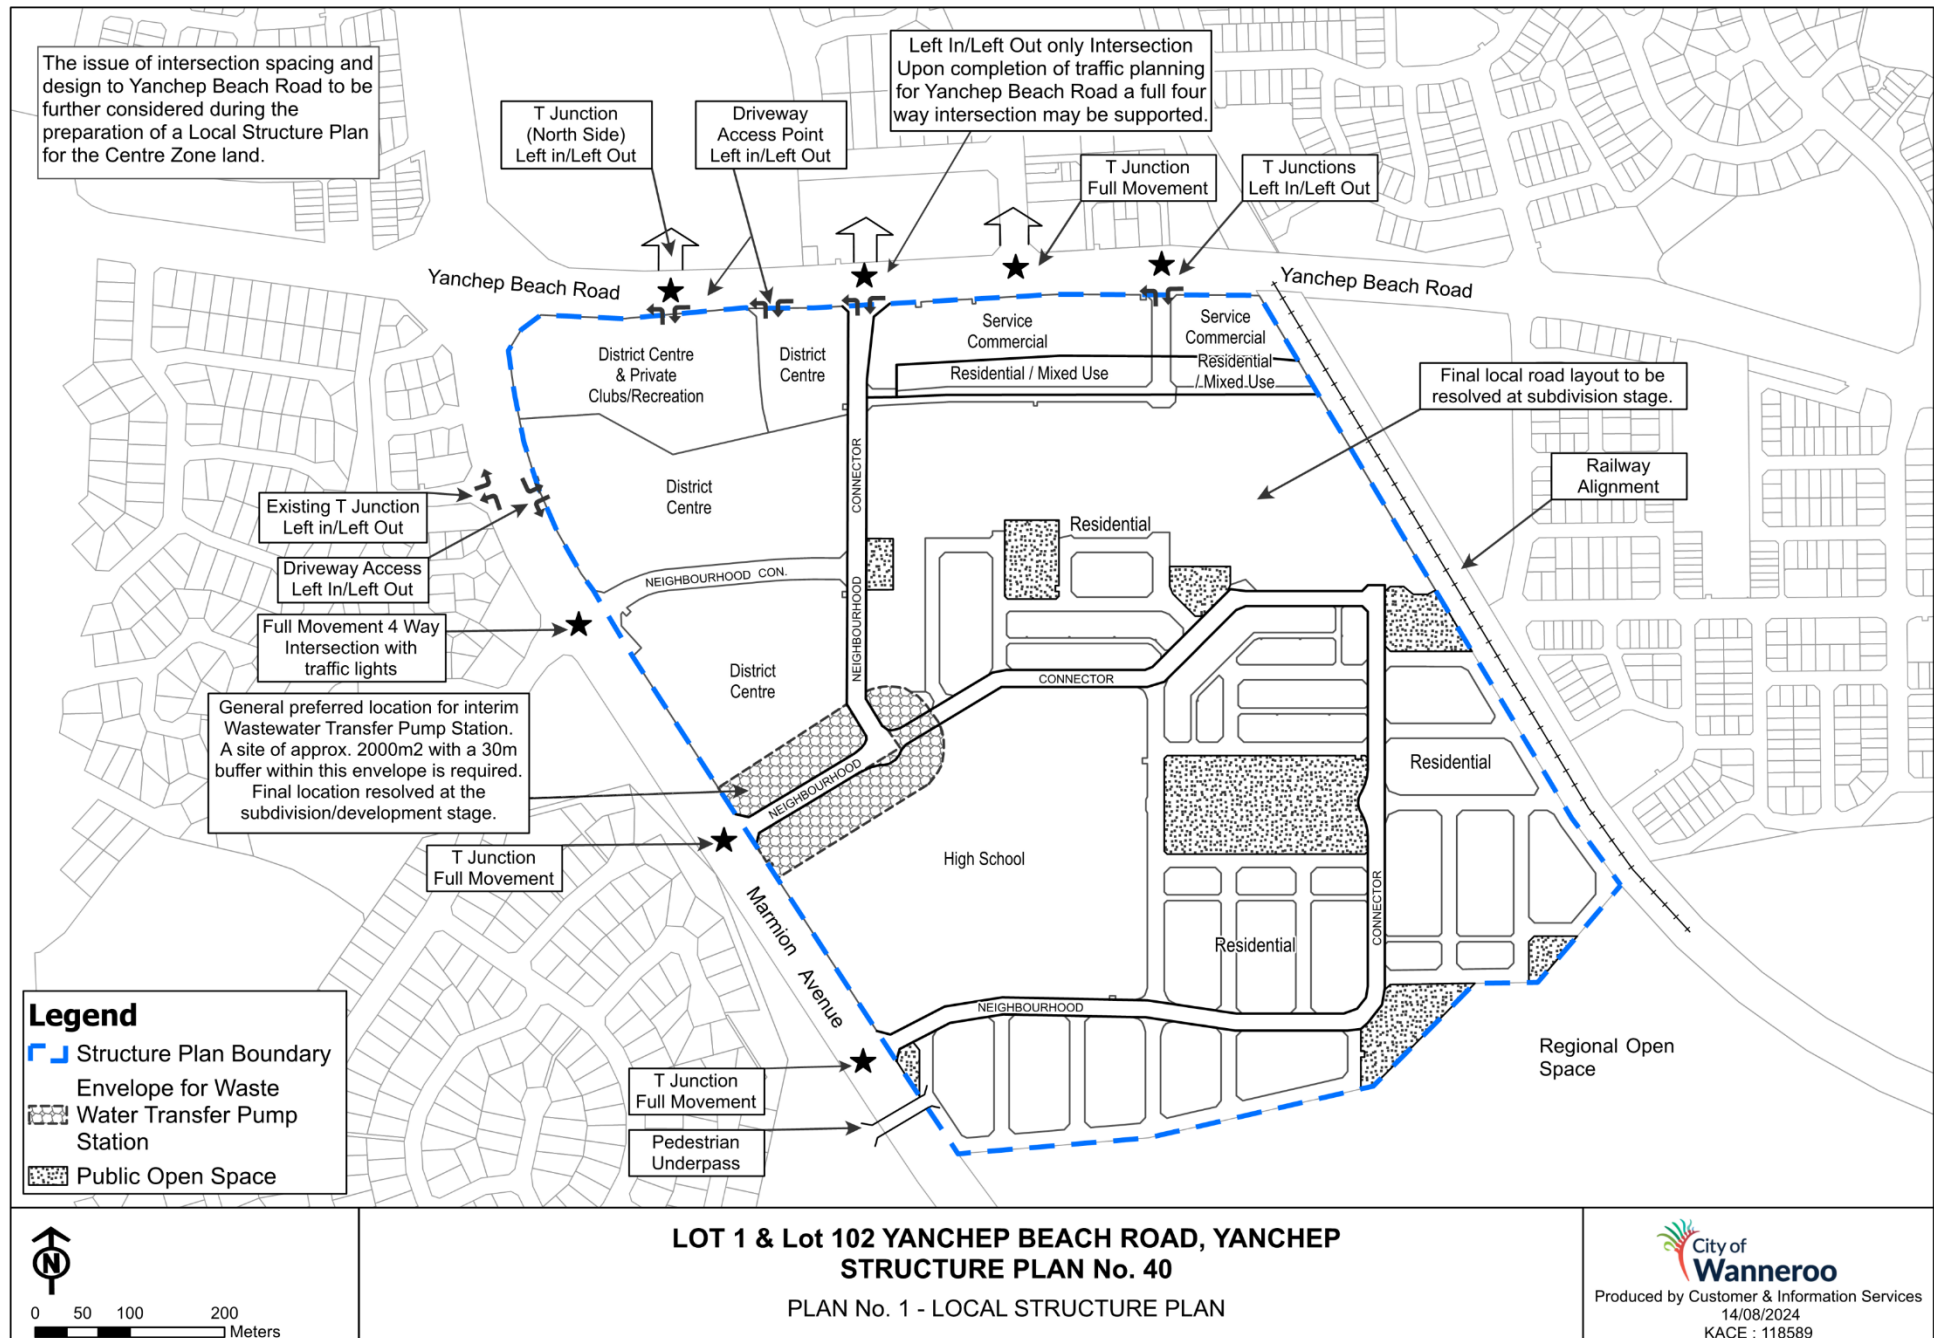 The issue of intersection spacing and
design to Yanchep Beach Road to be
further considered during the
preparation of a Local Structure Plan
for the Centre Zone land.
T Junction
(North Side)
Left in/Left Out
Driveway
Access Point
Left in/Left Out
Left In/Left Out only Intersection
Upon completion of traffic planning
for Yanchep Beach Road a full four
way intersection may be supported.
T Junction
Full Movement
T Junctions
Left In/Left Out
Yanchep Beach Road
Yanchep Beach Road
District Centre
& Private
Clubs/Recreation
District
Centre
Service
Commercial
Service
Commercial
Residential / Mixed Use
Residential
/ Mixed Use
Final local road layout to be
resolved at subdivision stage.
Railway
Alignment
CONNECTOR
District
Centre
Existing T Junction
Left in/Left Out
Driveway Access
Left In/Left Out
Residential
NEIGHBOURHOOD CON.
NEIGHBOURHOOD
Full Movement 4 Way
Intersection with
traffic lights
District
Centre
CONNECTOR
General preferred location for interim
Wastewater Transfer Pump Station.
A site of approx. 2000m2 with a 30m
buffer within this envelope is required.
Final location resolved at the
subdivision/development stage.
NEIGHBOURHOOD
Residential
T Junction
Full Movement
High School
Marmion Avenue
CONNECTOR
Residential
NEIGHBOURHOOD
T Junction
Full Movement
Pedestrian
Underpass
Regional Open
Space
Legend
Structure Plan Boundary
Envelope for Waste
Water Transfer Pump
Station
Public Open Space
N
0 50 100 200
Meters
LOT 1 & Lot 102 YANCHEP BEACH ROAD, YANCHEP
STRUCTURE PLAN No. 40
PLAN No. 1 - LOCAL STRUCTURE PLAN
City of
Wanneroo
Produced by Customer & Information Services
14/08/2024
KACE : 118589